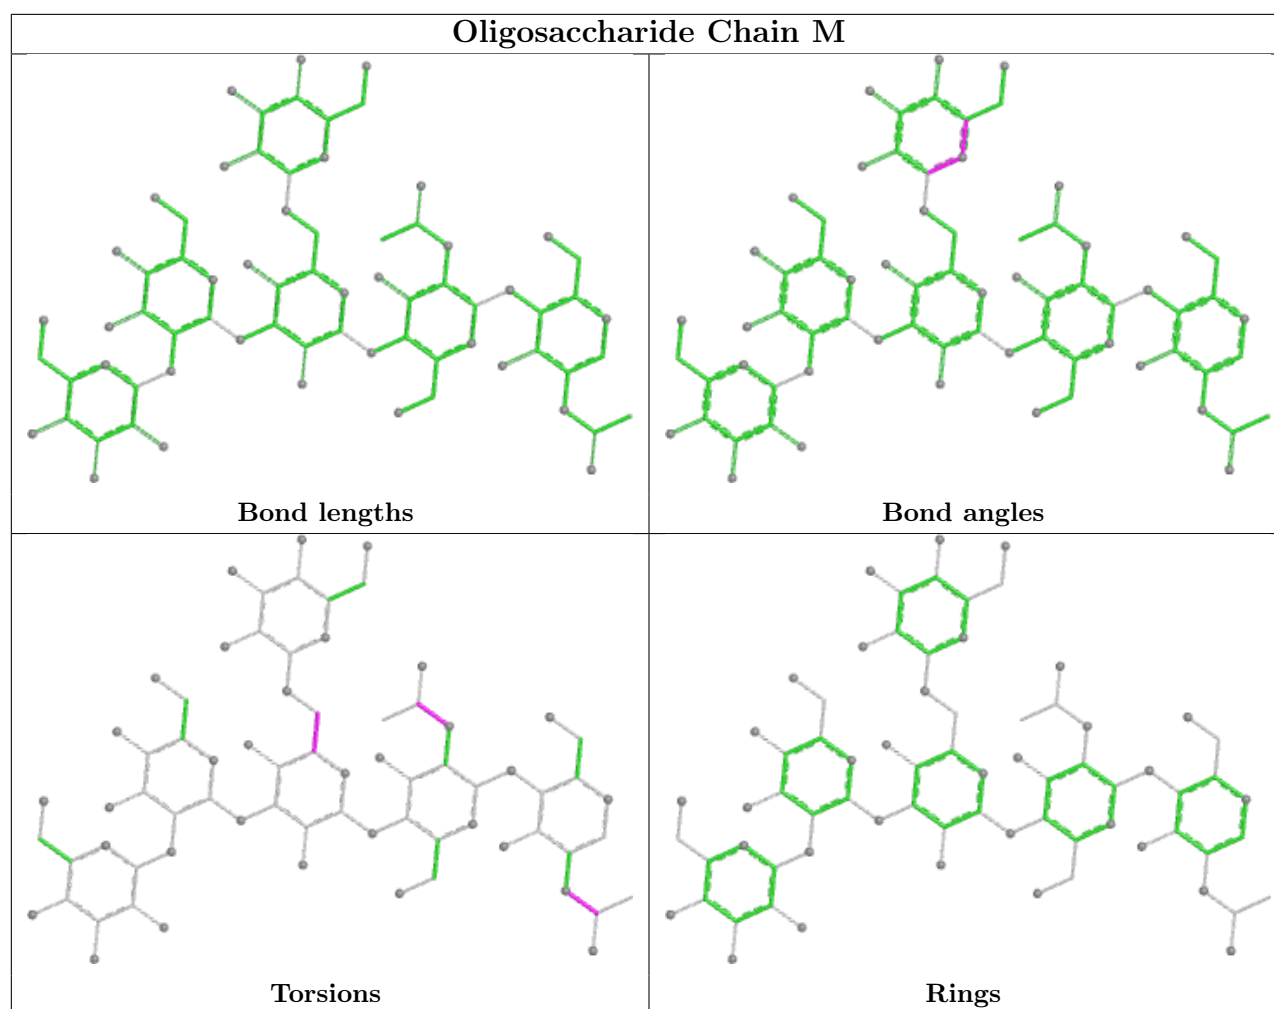 Oligosaccharide Chain M
Bond lengths
Bond angles
Torsions
Rings